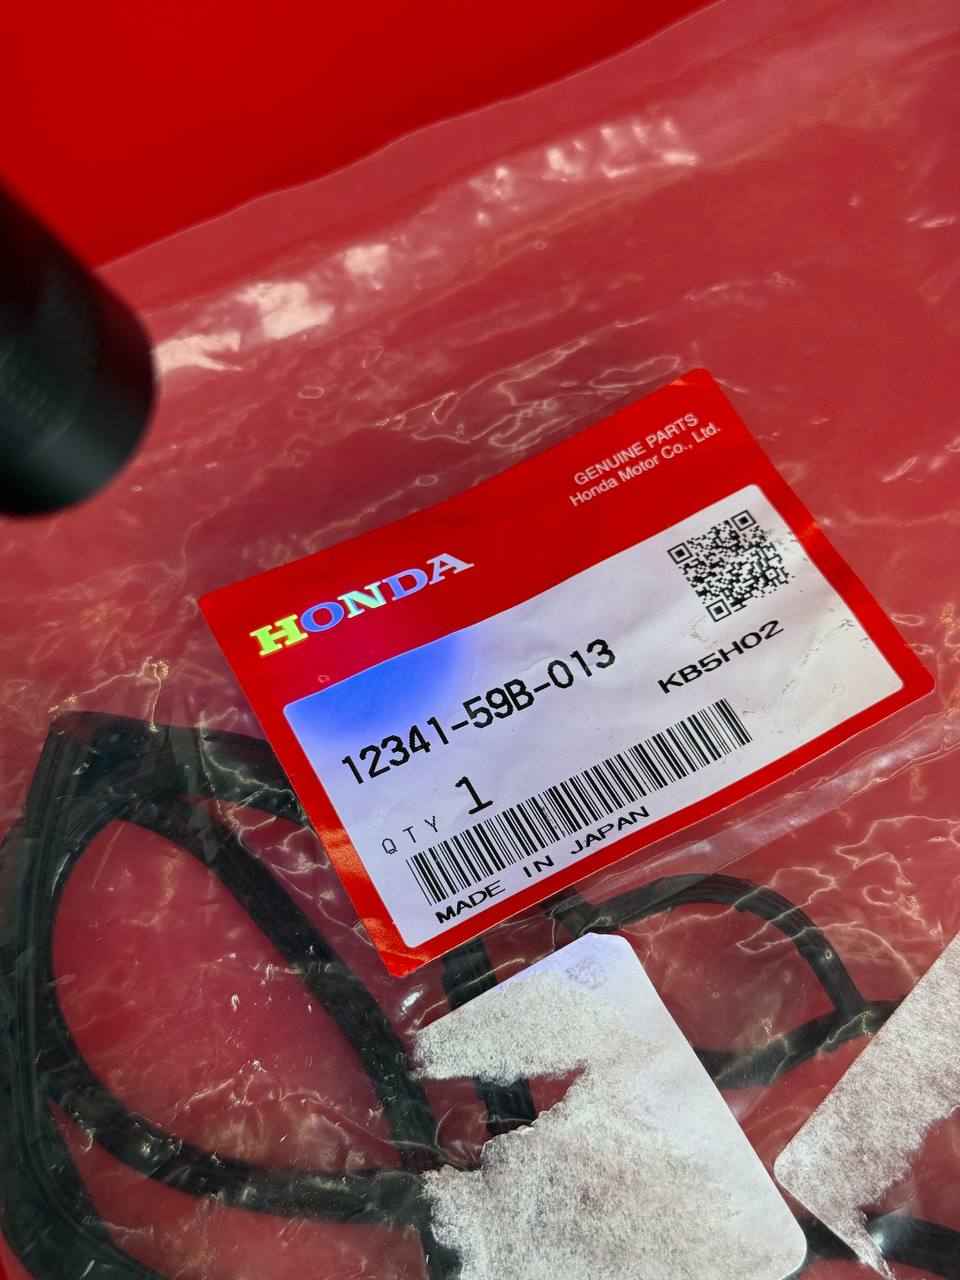 GENUINE PARTS
Honda Motor Co., Ltd.
HONDA
12341-59B-013
KB5H02
QTY 1
MADE IN JAPAN